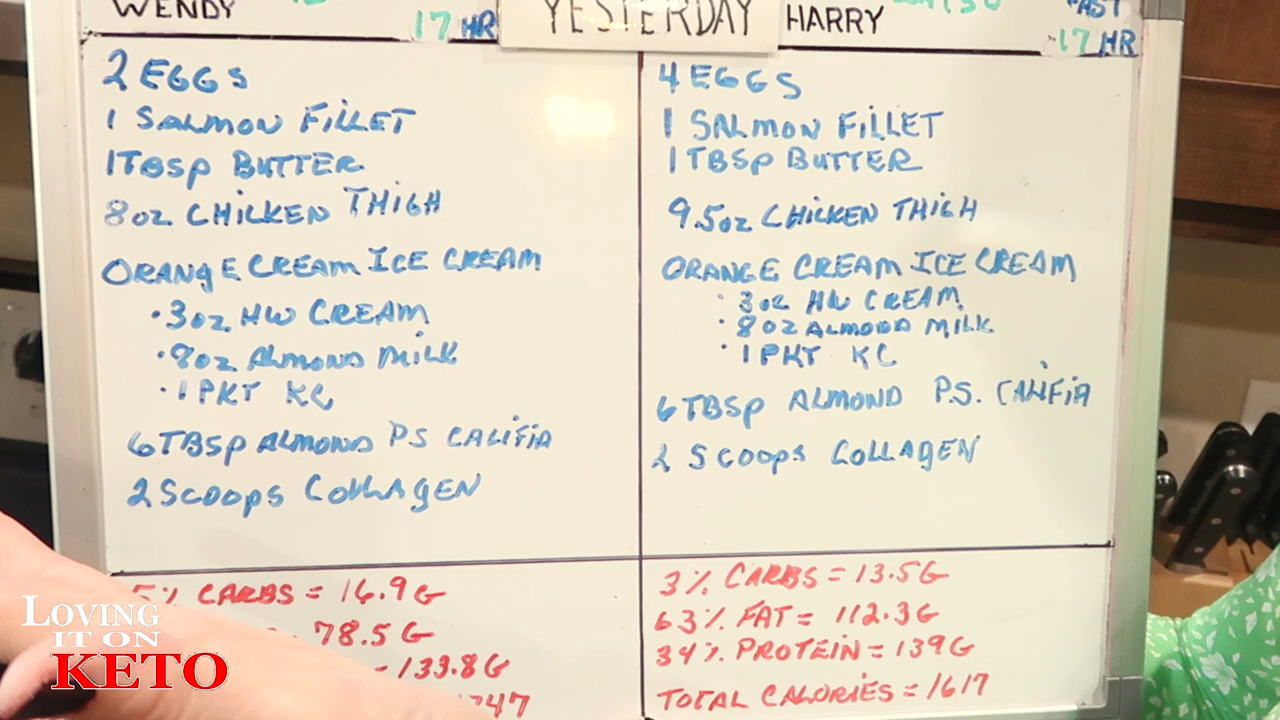 WENDY
17 HR
YESTERDAY
HARRY
FAST
17 HR
2 EGGS
1 SALMON FILLET
1 TBSP BUTTER
8oz CHICKEN THIGH
ORANGE CREAM ICE CREAM
• 3oz HW CREAM
• 8oz ALMOND MILK
• 1 PKT KC
6 TBSP ALMOND PS CALIFIA
2 SCOOPS COLLAGEN
4 EGGS
1 SALMON FILLET
1 TBSP BUTTER
9.5oz CHICKEN THIGH
ORANGE CREAM ICE CREAM
• 3oz HW CREAM
• 8oz ALMOND MILK
• 1 PKT KC
6 TBSP ALMOND P.S. CALIFIA
2 SCOOPS COLLAGEN
5% CARBS = 16.9G
78.5G
= 133.8G
3% CARBS = 13.5G
63% FAT = 112.3G
34% PROTEIN = 139G
TOTAL CALORIES = 1617
LOVING
IT ON
KETO